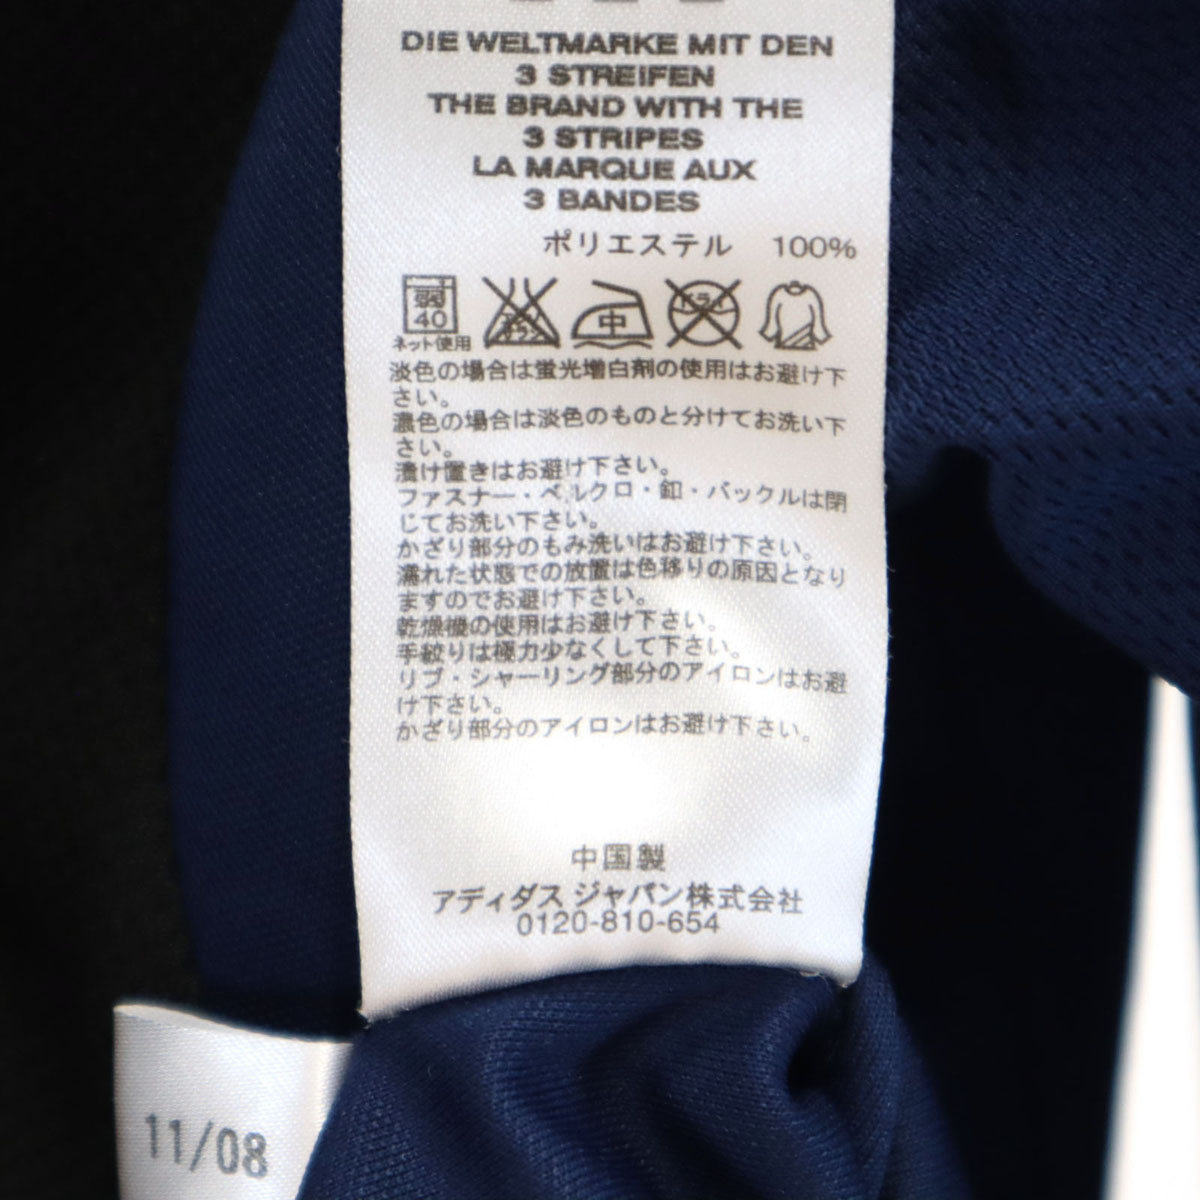 DIE WELTMARKE MIT DEN
3 STREIFEN
THE BRAND WITH THE
3 STRIPES
LA MARQUE AUX
3 BANDES
ポリエステル 100%
弱
40
ネット使用
エンソ
サラシ
中
ドライ
淡色の場合は蛍光増白剤の使用はお避け下
さい。
濃色の場合は淡色のものと分けてお洗い下
さい。
漬け置きはお避け下さい。
ファスナー・ベルクロ・釦・バックルは閉
じてお洗い下さい。
かざり部分のもみ洗いはお避け下さい。
濡れた状態での放置は色移りの原因となり
ますのでお避け下さい。
乾燥機の使用はお避け下さい。
手絞りは極力少なくして下さい。
リブ・シャーリング部分のアイロンはお避
け下さい。
かざり部分のアイロンはお避け下さい。
中国製
アディダス ジャパン株式会社
0120-810-654
11/08